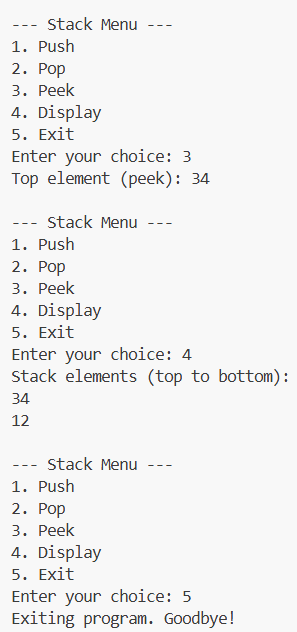 --- Stack Menu ---
1. Push
2. Pop
3. Peek
4. Display
5. Exit
Enter your choice: 3
Top element (peek): 34
--- Stack Menu ---
1. Push
2. Pop
3. Peek
4. Display
5. Exit
Enter your choice: 4
Stack elements (top to bottom):
34
12
--- Stack Menu ---
1. Push
2. Pop
3. Peek
4. Display
5. Exit
Enter your choice: 5
Exiting program. Goodbye!